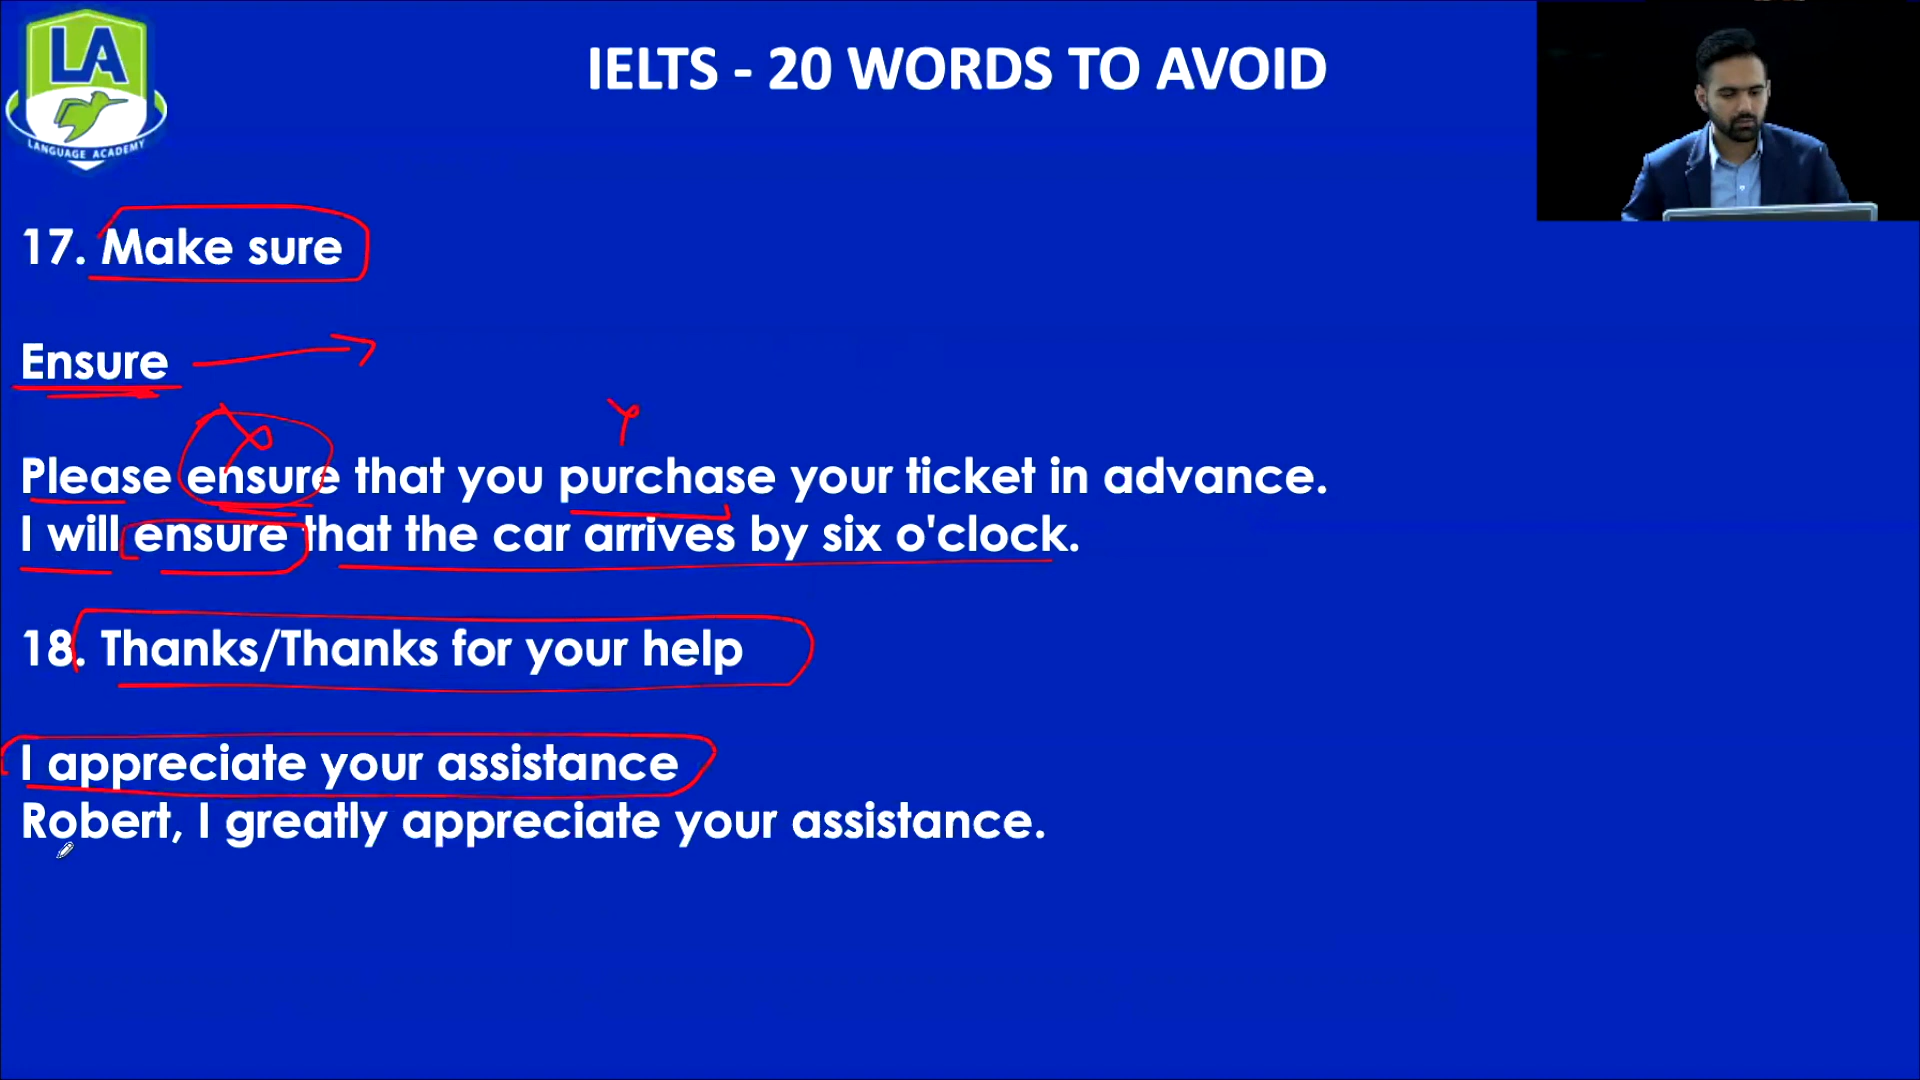 LA
LANGUAGE ACADEMY
IELTS - 20 WORDS TO AVOID
17. Make sure
Ensure
Please ensure that you purchase your ticket in advance.
I will ensure that the car arrives by six o'clock.
18. Thanks/Thanks for your help
I appreciate your assistance
Robert, I greatly appreciate your assistance.